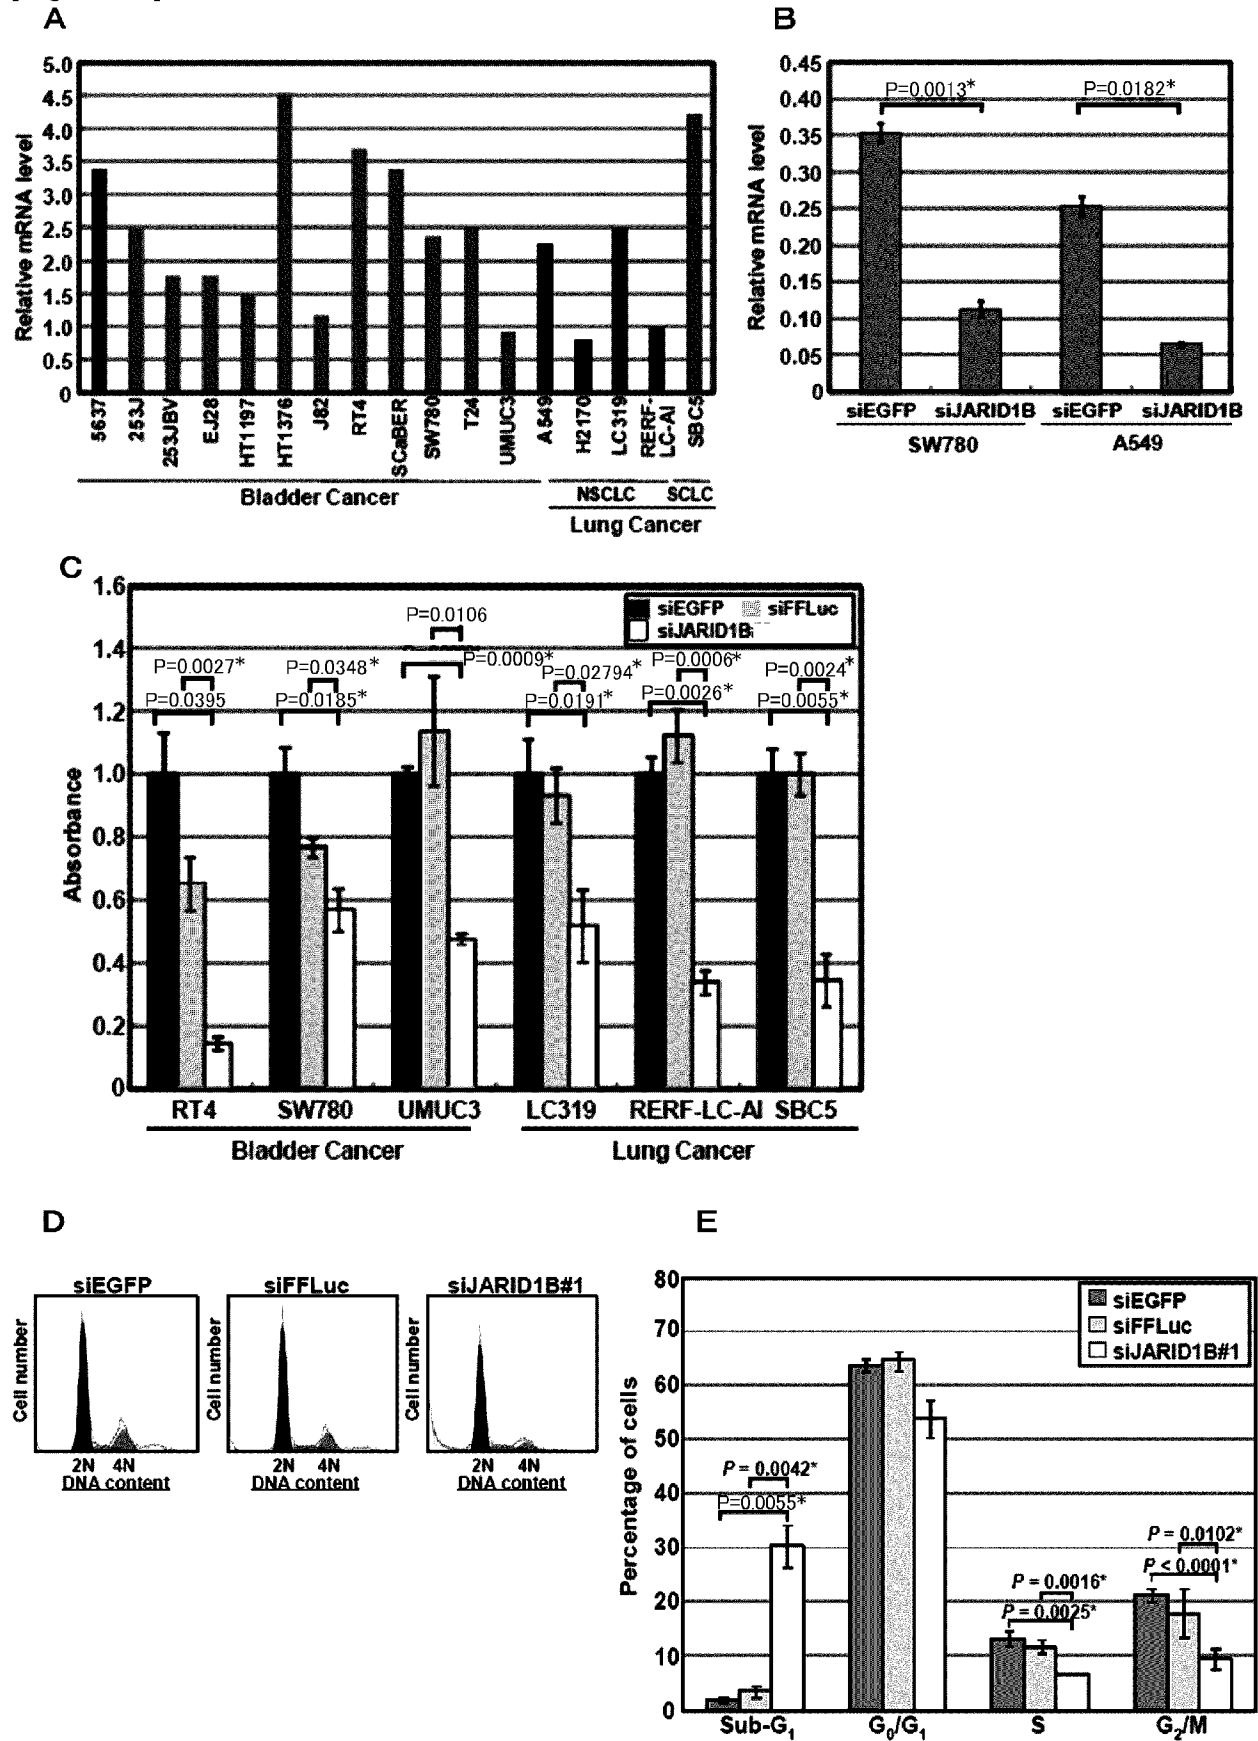 A
Relative mRNA level
5.0
4.5
4.0
3.5
3.0
2.5
2.0
1.5
1.0
0.5
0
5637
253J
253JBV
EJ28
HT1197
HT1376
J82
RT4
SCaBER
SW780
T24
UMUC3
A549
H2170
LC319
RERF-
LC-AI
SBC5
Bladder Cancer
NSCLC SCLC
Lung Cancer
B
Relative mRNA level
0.45
0.40
0.35
0.30
0.25
0.20
0.15
0.10
0.05
0
P=0.0013* P=0.0182*
siEGFP siJARID1B siEGFP siJARID1B
SW780 A549
C
Absorbance
1.6
1.4
1.2
1.0
0.8
0.6
0.4
0.2
0
siEGFP siFFLuc
siJARID1B
P=0.0027*
P=0.0395
P=0.0348*
P=0.0185*
P=0.0106
P=0.0009*
P=0.02794*
P=0.0191*
P=0.0006*
P=0.0026*
P=0.0024*
P=0.0055*
RT4 SW780 UMUC3 LC319 RERF-LC-AI SBC5
Bladder Cancer Lung Cancer
D
siEGFP siFFLuc siJARID1B#1
Cell number Cell number Cell number
2N 4N 2N 4N 2N 4N
DNA content DNA content DNA content
E
Percentage of cells
80
70
60
50
40
30
20
10
0
siEGFP
siFFLuc
siJARID1B#1
P = 0.0042*
P=0.0055*
P = 0.0016*
P = 0.0025*
P = 0.0102*
P < 0.0001*
Sub-G₁ G₀/G₁ S G₂/M